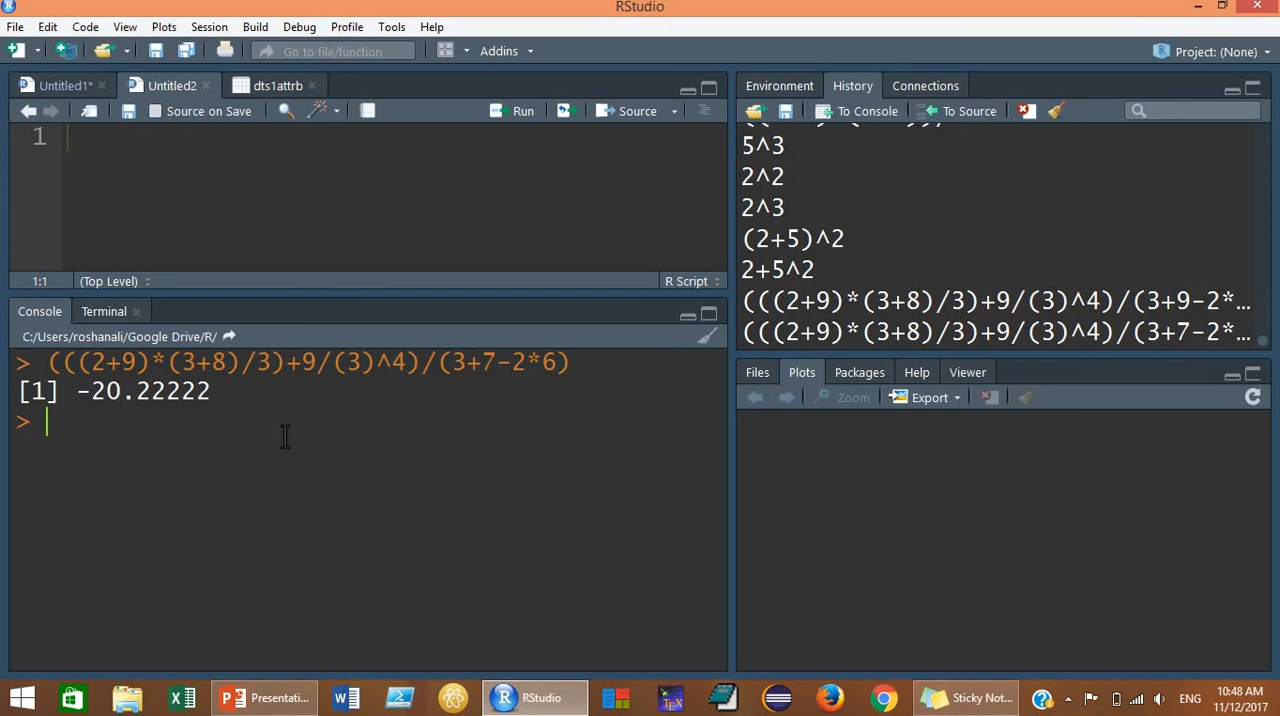 RStudio
File Edit Code View Plots Session Build Debug Profile Tools Help
Go to file/function Addins Project: (None)
Untitled1* Untitled2 dts1attrb
Source on Save Run Source
1
1:1 (Top Level) R Script
Console Terminal
C:/Users/roshanali/Google Drive/R/
> (((2+9)*(3+8)/3)+9/(3)^4)/(3+7-2*6)
[1] -20.22222
>
Environment History Connections
To Console To Source
5^3
2^2
2^3
(2+5)^2
2+5^2
(((2+9)*(3+8)/3)+9/(3)^4)/(3+9-2*…
(((2+9)*(3+8)/3)+9/(3)^4)/(3+7-2*…
Files Plots Packages Help Viewer
Zoom Export
Presentati... RStudio Sticky Not... ENG 10:48 AM
11/12/2017